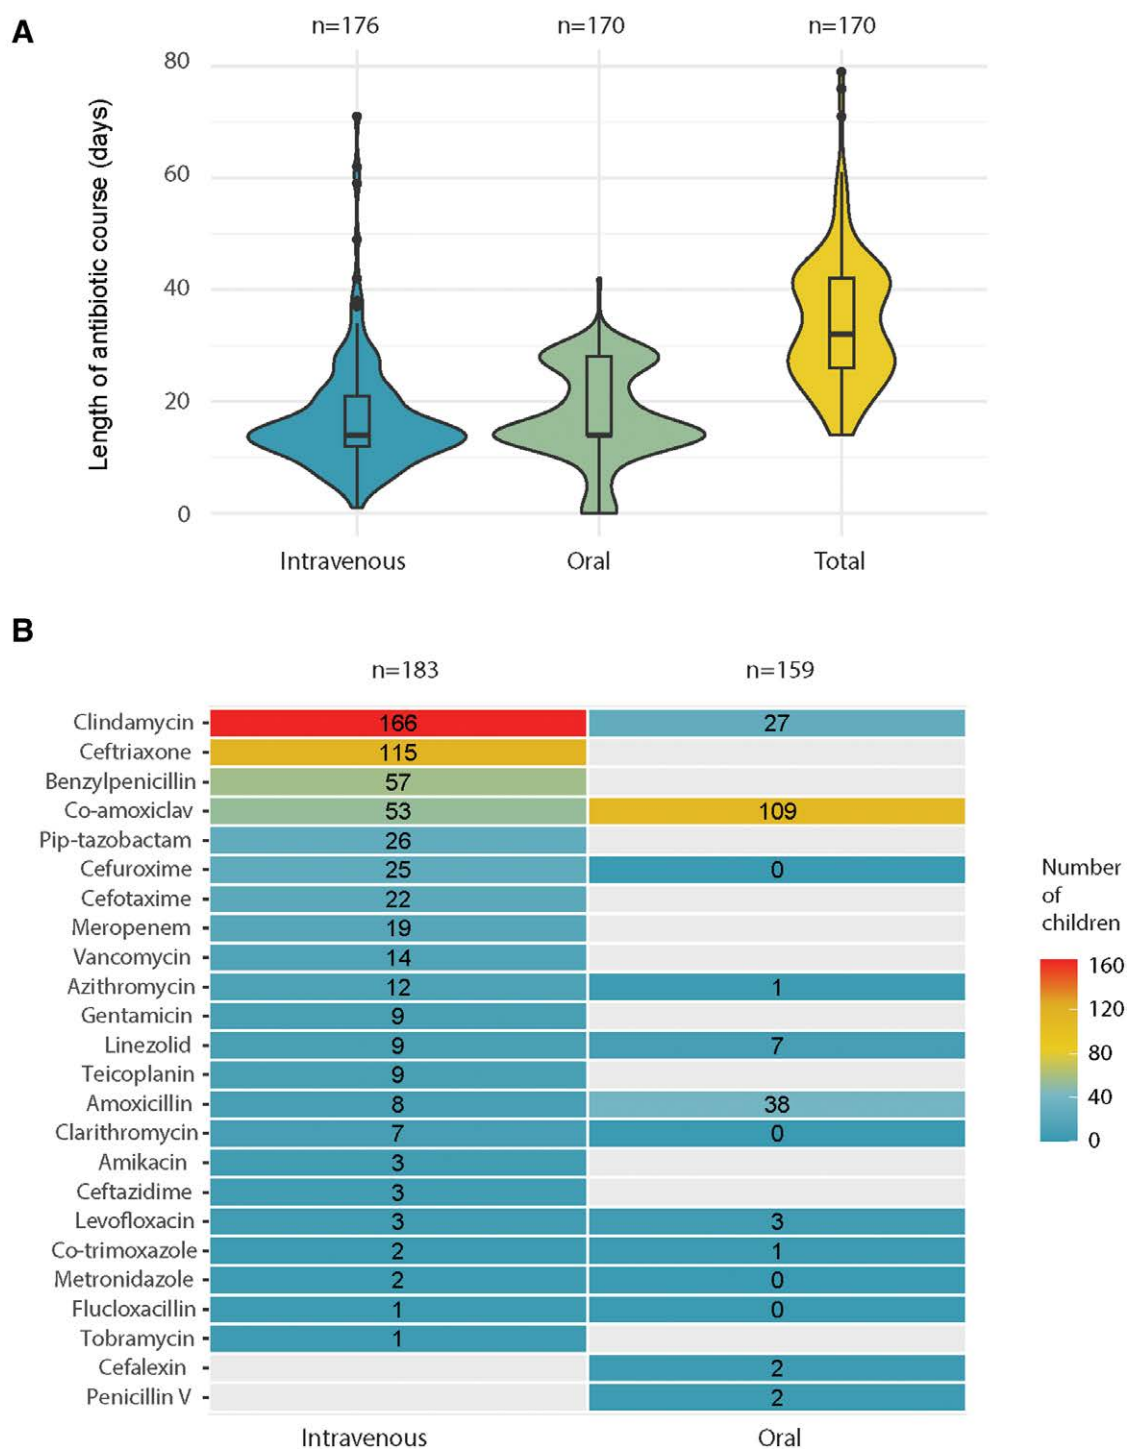 A
n=176 n=170 n=170
80
60
40
20
0
Length of antibiotic course (days)
Intravenous Oral Total
B
n=183 n=159
Clindamycin 166 27
Ceftriaxone 115
Benzylpenicillin 57
Co-amoxiclav 53 109
Pip-tazobactam 26
Cefuroxime 25 0
Cefotaxime 22
Meropenem 19
Vancomycin 14
Azithromycin 12 1
Gentamicin 9
Linezolid 9 7
Teicoplanin 9
Amoxicillin 8 38
Clarithromycin 7 0
Amikacin 3
Ceftazidime 3
Levofloxacin 3 3
Co-trimoxazole 2 1
Metronidazole 2 0
Flucloxacillin 1 0
Tobramycin 1
Cefalexin 2
Penicillin V 2
Intravenous Oral
Number
of
children
160
120
80
40
0